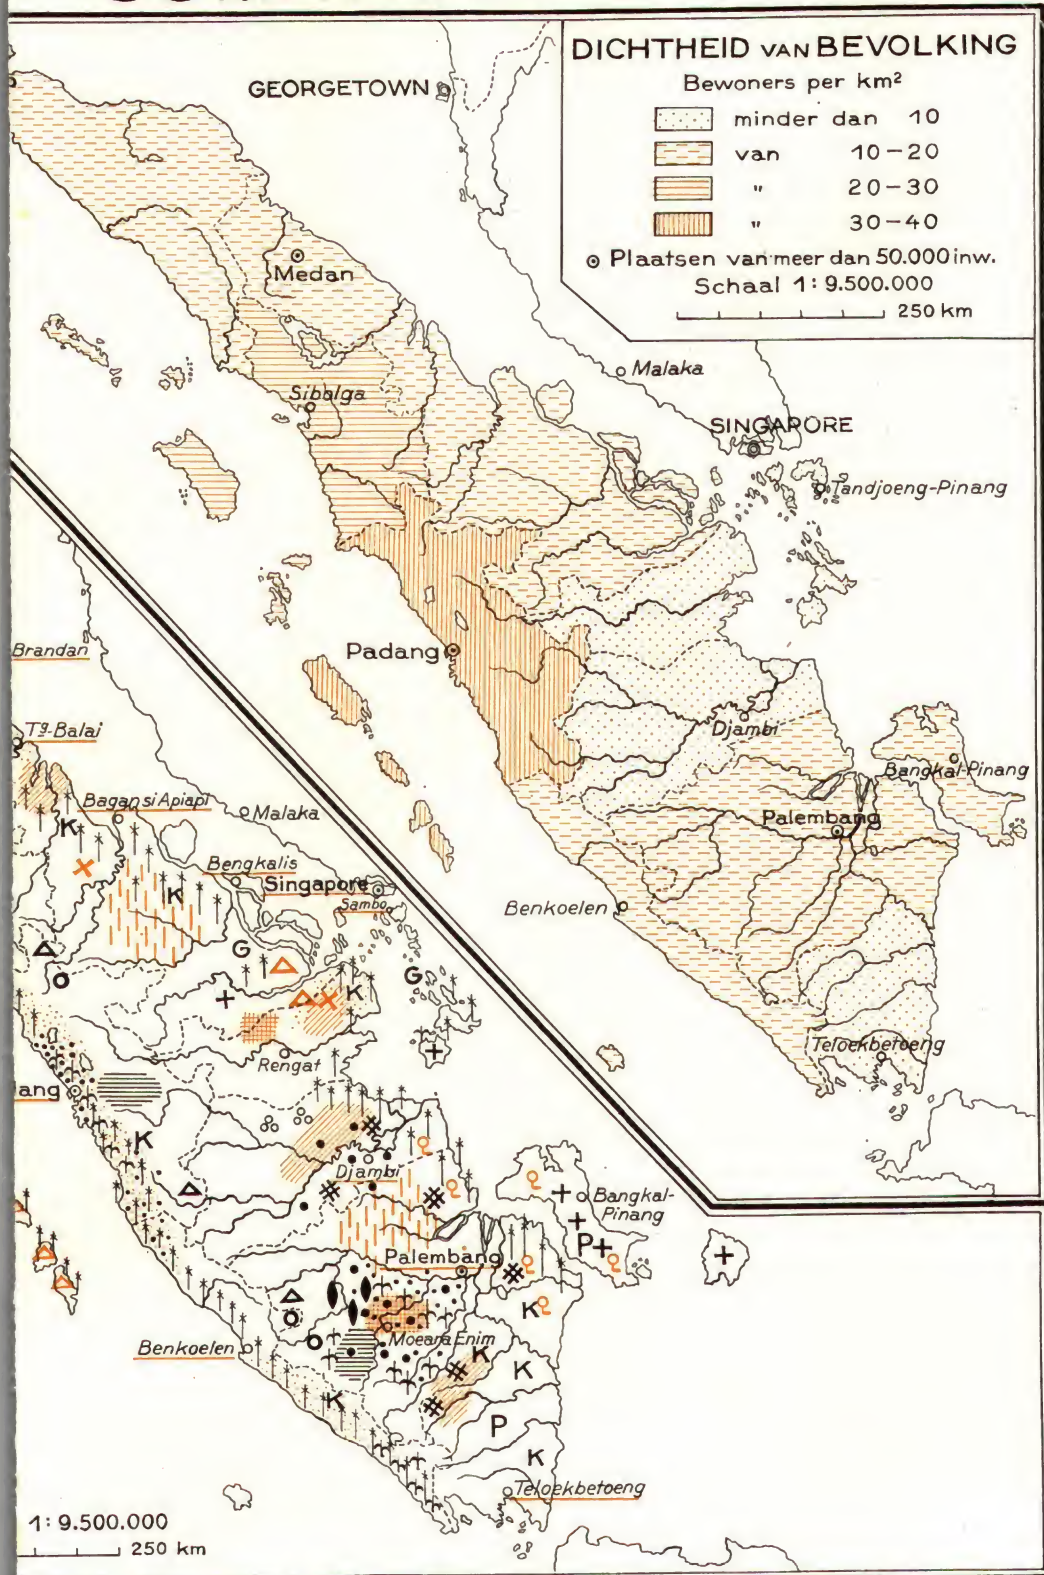 DICHTHEID VAN BEVOLKING
Bewoners per km²
minder dan 10
van 10-20
" 20-30
" 30-40
Plaatsen van meer dan 50.000 inw.
Schaal 1: 9.500.000
250 km
GEORGETOWN
Medan
Malaka
Sibolga
SINGAPORE
Tandjoeng-Pinang
Padang
Djambi
Bangkal-Pinang
Palembang
Benkoelen
Teloekbetoeng
Brandan
Tg-Balai
Bagansi Apiapi
Malaka
K
Bengkalis
K
Singapore
Sambo
G
G
K
Rengat
ang
K
Djambi
Bangkal-
Pinang
P
Palembang
K
Moeara Enim
Benkoelen
K
K
K
P
K
Teloekbetoeng
1: 9.500.000
250 km